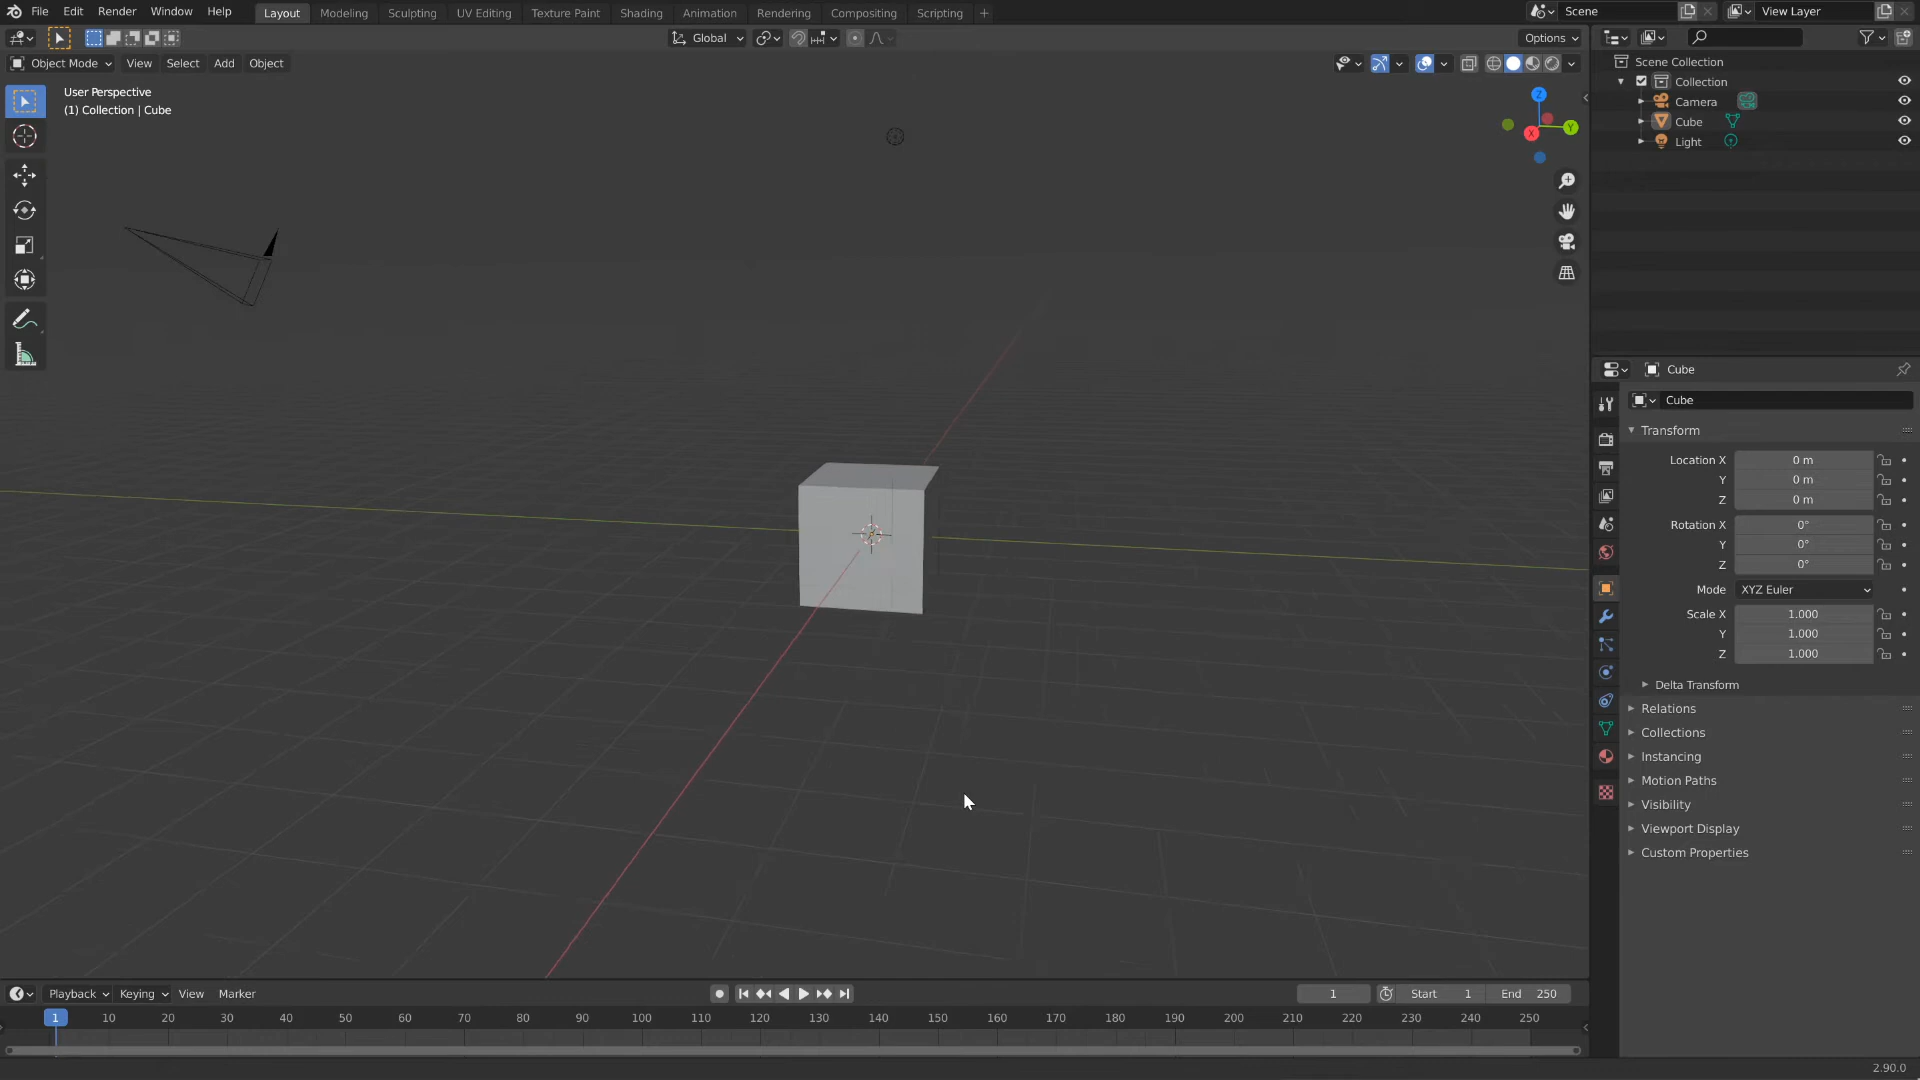 File Edit Render Window Help Layout Modeling Sculpting UV Editing Texture Paint Shading Animation Rendering Compositing Scripting + Scene View Layer
Global Options
Object Mode View Select Add Object
User Perspective
(1) Collection | Cube
Z
Y
X
Scene Collection
Collection
Camera
Cube
Light
Cube
Cube
Transform
Location X 0 m
Y 0 m
Z 0 m
Rotation X 0°
Y 0°
Z 0°
Mode XYZ Euler
Scale X 1.000
Y 1.000
Z 1.000
Delta Transform
Relations
Collections
Instancing
Motion Paths
Visibility
Viewport Display
Custom Properties
Playback Keying View Marker 1 Start 1 End 250
1 10 20 30 40 50 60 70 80 90 100 110 120 130 140 150 160 170 180 190 200 210 220 230 240 250
2.90.0